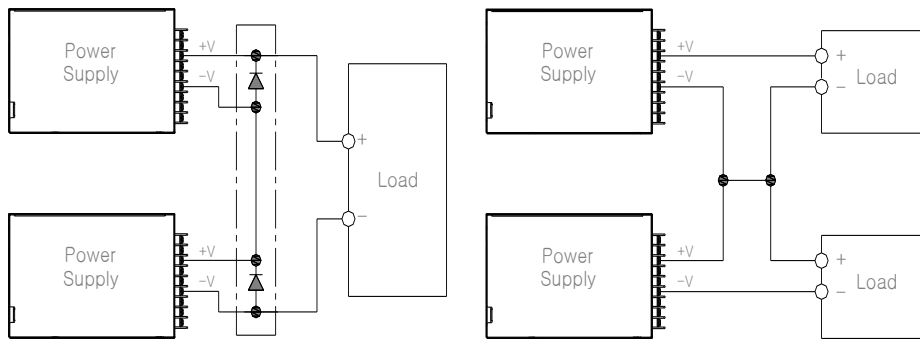 Power
Supply
+V
−V
+
Load
−
Power
Supply
+V
−V
Power
Supply
+V
−V
+
Load
−
Power
Supply
+V
−V
+
Load
−